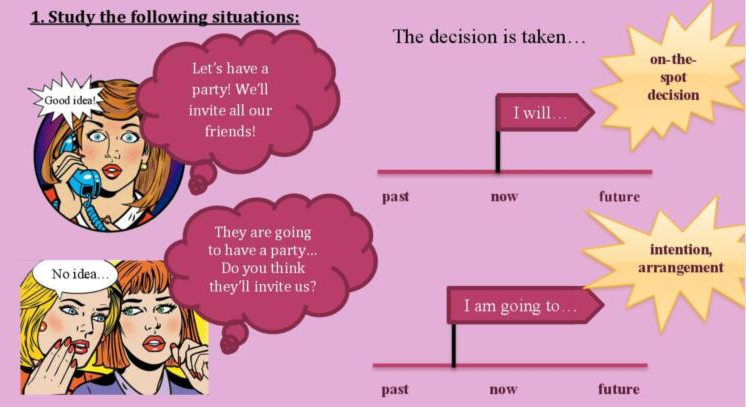 1. Study the following situations:
Good idea!
Let's have a
party! We'll
invite all our
friends!
The decision is taken…
on-the-
spot
decision
I will…
past now future
No idea…
They are going
to have a party...
Do you think
they'll invite us?
intention,
arrangement
I am going to…
past now future